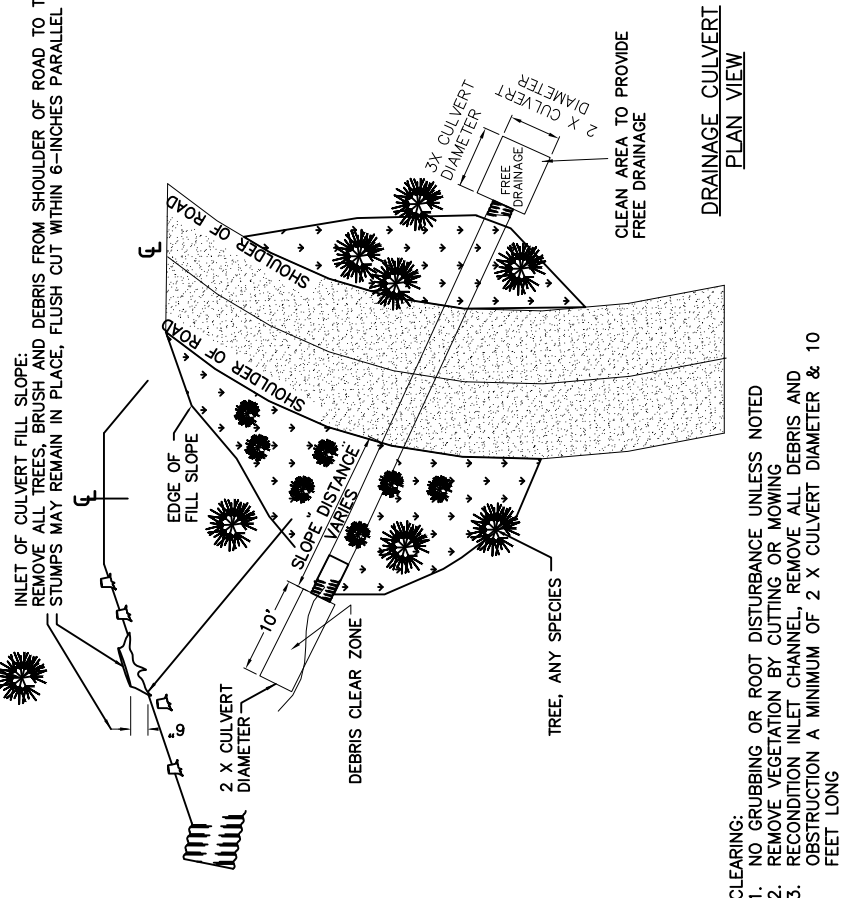 INLET OF CULVERT FILL SLOPE:
REMOVE ALL TREES, BRUSH AND DEBRIS FROM SHOULDER OF ROAD TO
STUMPS MAY REMAIN IN PLACE, FLUSH CUT WITHIN 6-INCHES PARALLEL
6"
2 X CULVERT
DIAMETER
CL
EDGE OF
FILL SLOPE
10'
SLOPE DISTANCE
VARIES
DEBRIS CLEAR ZONE
TREE, ANY SPECIES
CL
SHOULDER OF ROAD
SHOULDER OF ROAD
3X CULVERT
DIAMETER
2 X CULVERT
DIAMETER
FREE
DRAINAGE
CLEAN AREA TO PROVIDE
FREE DRAINAGE
DRAINAGE CULVERT
PLAN VIEW
CLEARING:
1. NO GRUBBING OR ROOT DISTURBANCE UNLESS NOTED
2. REMOVE VEGETATION BY CUTTING OR MOWING
3. RECONDITION INLET CHANNEL, REMOVE ALL DEBRIS AND
OBSTRUCTION A MINIMUM OF 2 X CULVERT DIAMETER & 10
FEET LONG